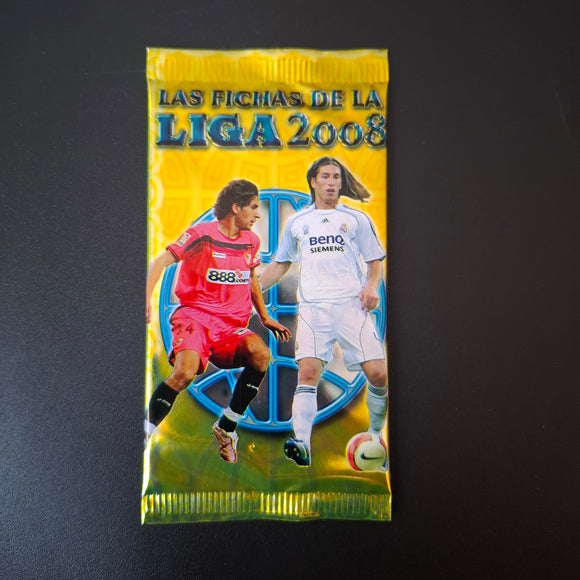 LAS FICHAS DE LA
LIGA 2008
888.com
BenQ
SIEMENS